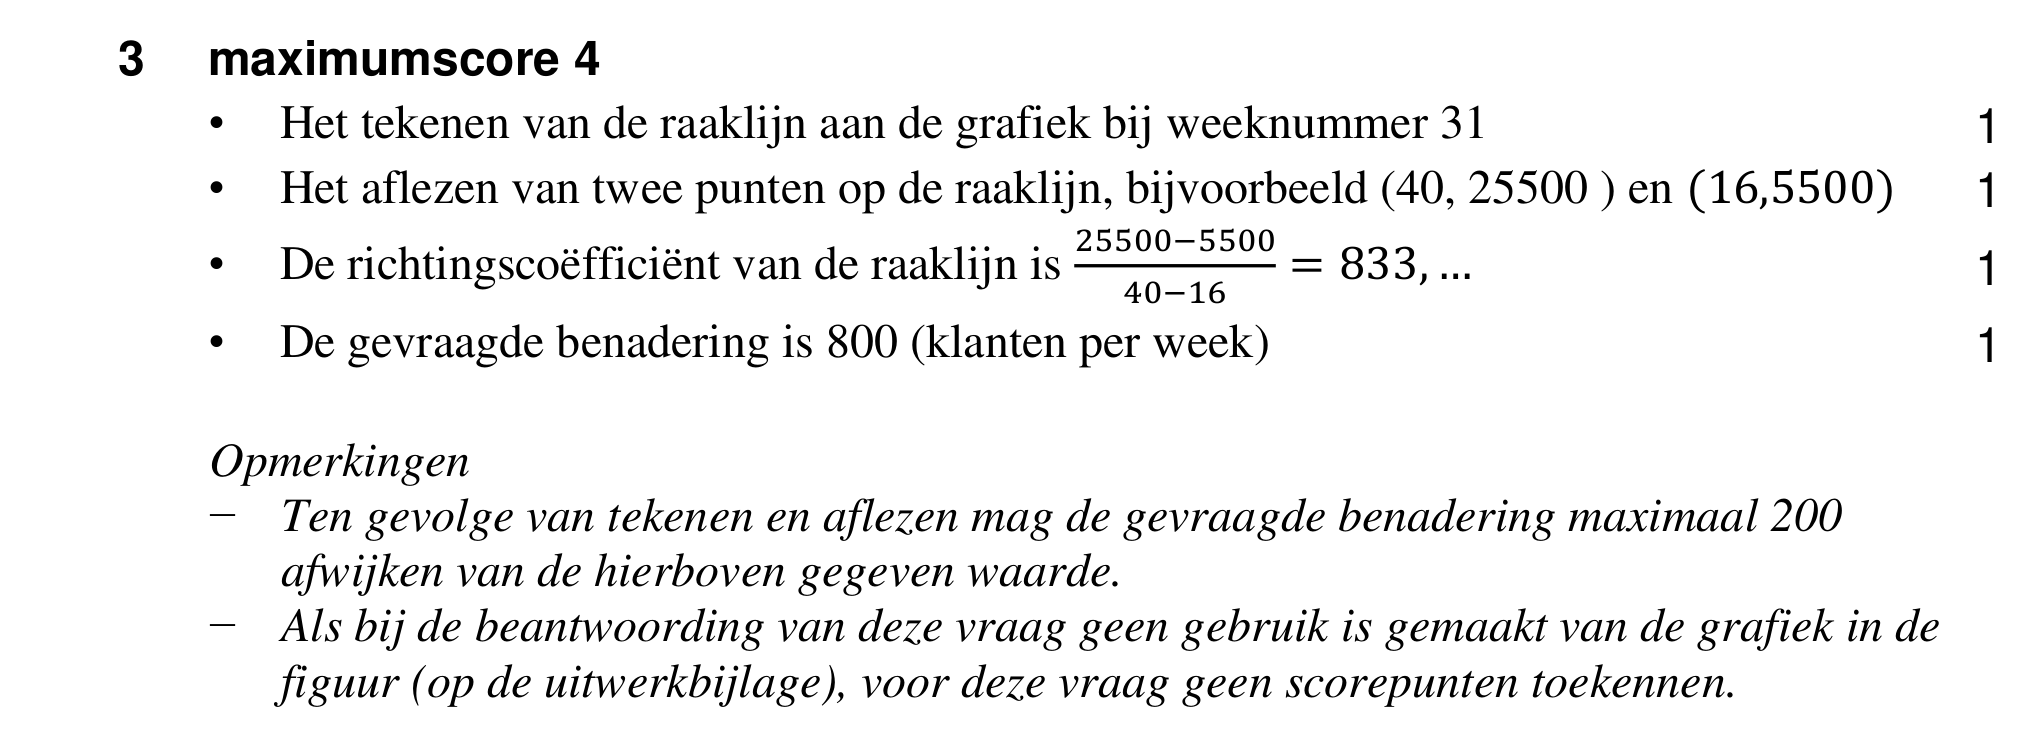 3 maximumscore 4
• Het tekenen van de raaklijn aan de grafiek bij weeknummer 31 1
• Het aflezen van twee punten op de raaklijn, bijvoorbeeld (40, 25500 ) en (16,5500) 1
• De richtingscoëfficiënt van de raaklijn is \frac{25500−5500}{40−16} = 833, … 1
• De gevraagde benadering is 800 (klanten per week) 1
Opmerkingen
− Ten gevolge van tekenen en aflezen mag de gevraagde benadering maximaal 200
afwijken van de hierboven gegeven waarde.
− Als bij de beantwoording van deze vraag geen gebruik is gemaakt van de grafiek in de
figuur (op de uitwerkbijlage), voor deze vraag geen scorepunten toekennen.